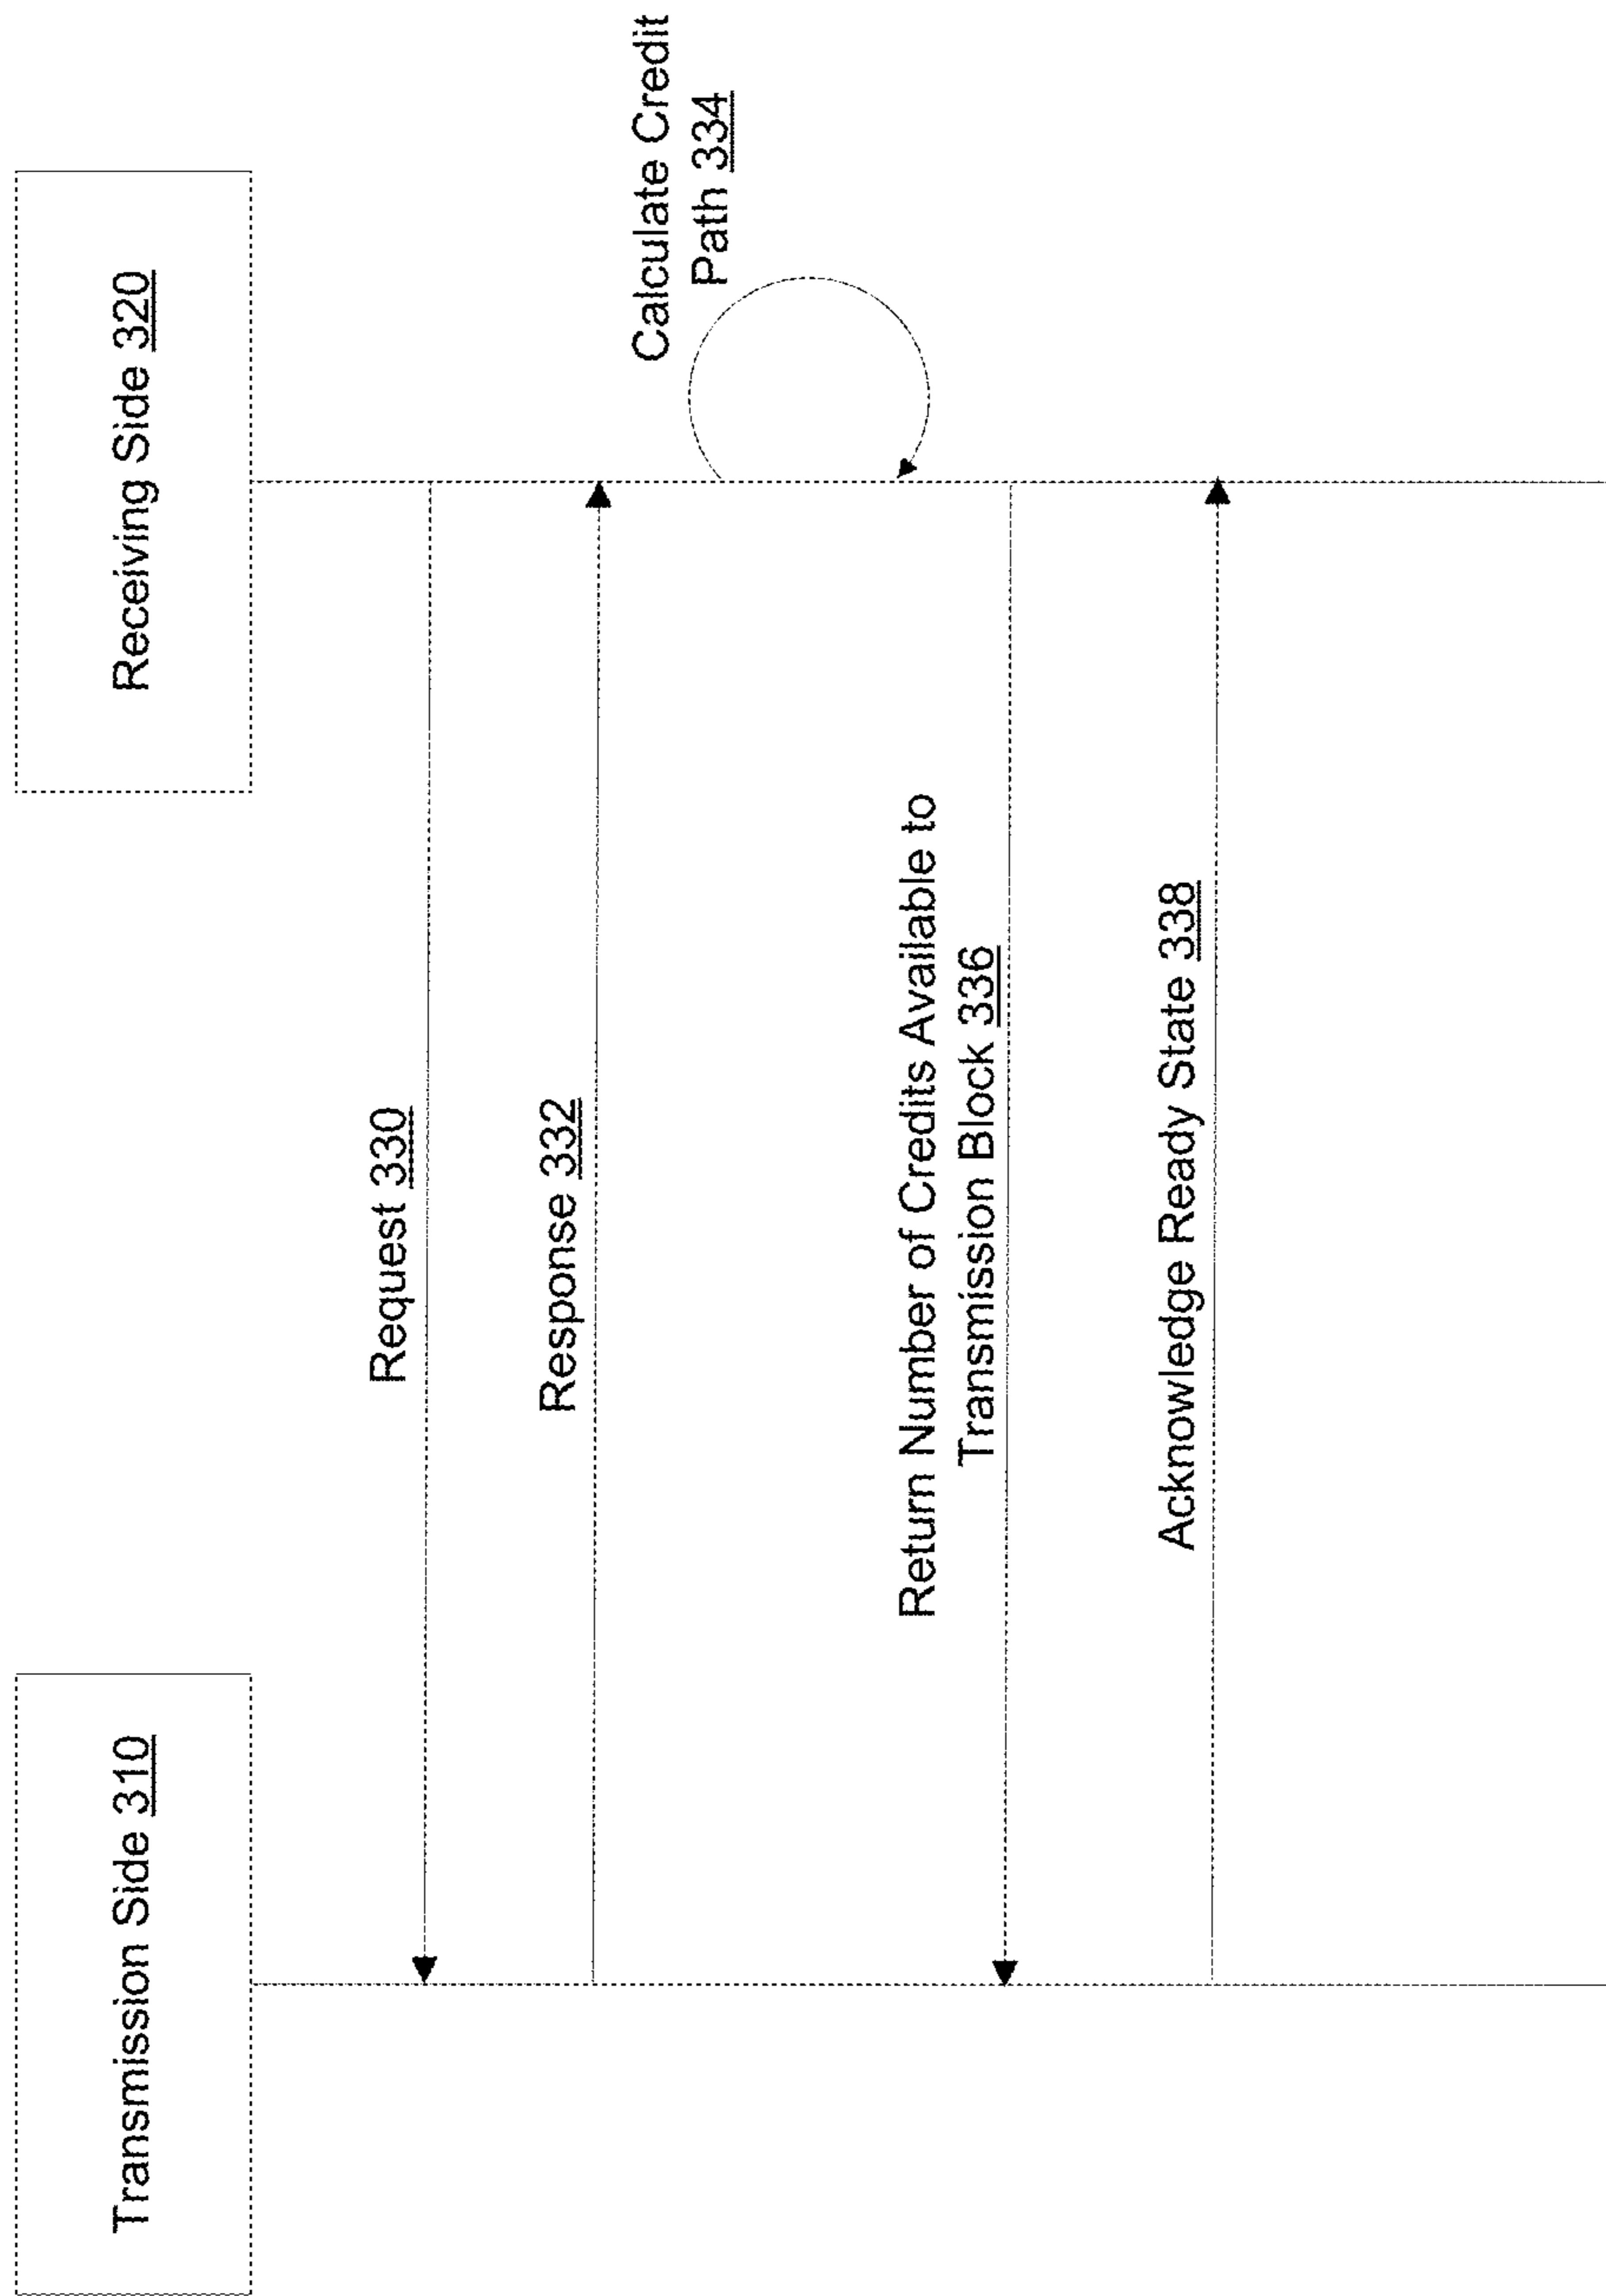 Transmission Side 310
Receiving Side 320
Request 330
Response 332
Calculate Credit
Path 334
Return Number of Credits Available to
Transmission Block 336
Acknowledge Ready State 338